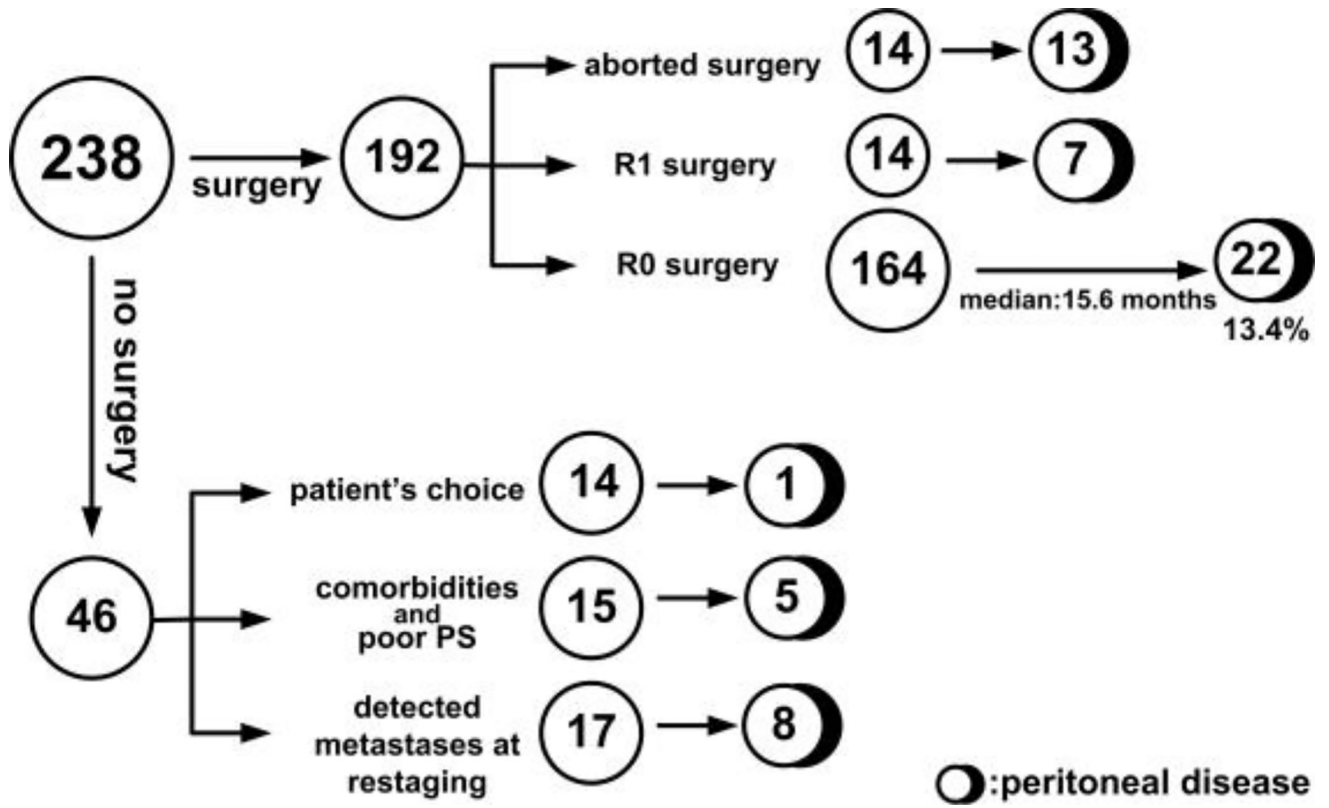 238
surgery
192
aborted surgery
14
13
R1 surgery
14
7
R0 surgery
164
median:15.6 months
22
13.4%
no surgery
46
patient's choice
14
1
comorbidities
and
poor PS
15
5
detected
metastases at
restaging
17
8
:peritoneal disease